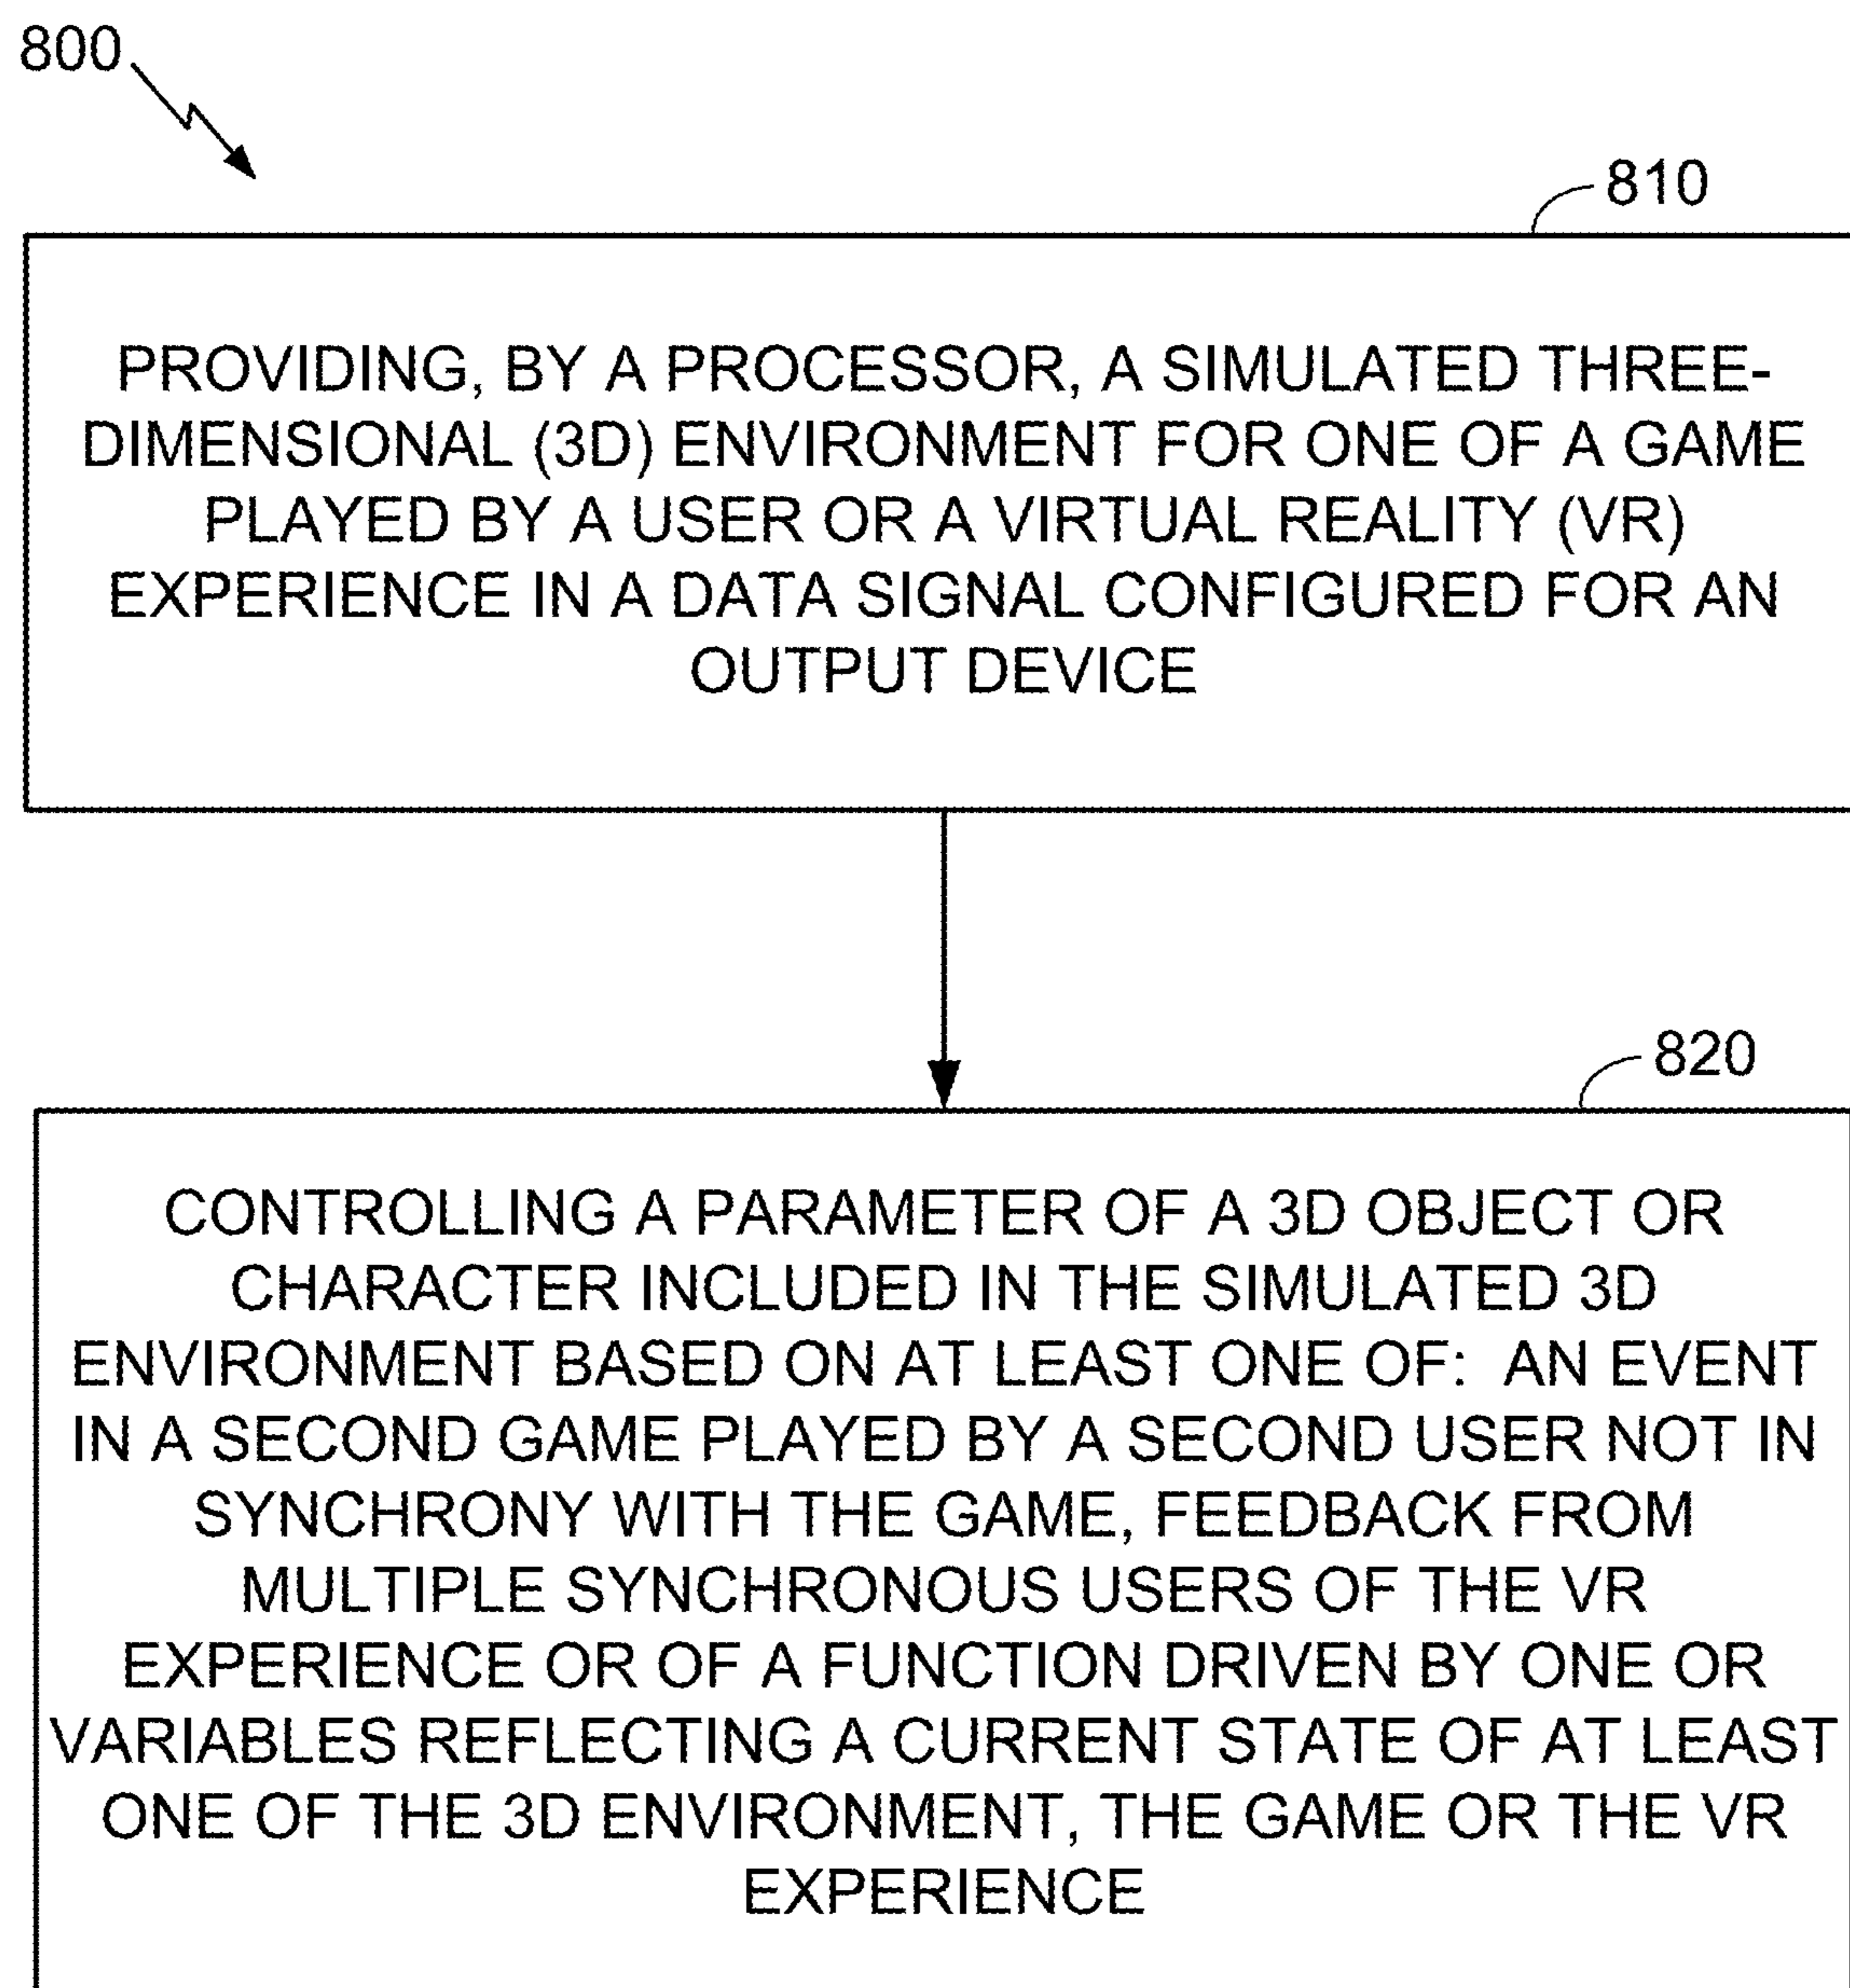 800
810
PROVIDING, BY A PROCESSOR, A SIMULATED THREE-
DIMENSIONAL (3D) ENVIRONMENT FOR ONE OF A GAME
PLAYED BY A USER OR A VIRTUAL REALITY (VR)
EXPERIENCE IN A DATA SIGNAL CONFIGURED FOR AN
OUTPUT DEVICE
820
CONTROLLING A PARAMETER OF A 3D OBJECT OR
CHARACTER INCLUDED IN THE SIMULATED 3D
ENVIRONMENT BASED ON AT LEAST ONE OF:  AN EVENT
IN A SECOND GAME PLAYED BY A SECOND USER NOT IN
SYNCHRONY WITH THE GAME, FEEDBACK FROM
MULTIPLE SYNCHRONOUS USERS OF THE VR
EXPERIENCE OR OF A FUNCTION DRIVEN BY ONE OR
VARIABLES REFLECTING A CURRENT STATE OF AT LEAST
ONE OF THE 3D ENVIRONMENT, THE GAME OR THE VR
EXPERIENCE